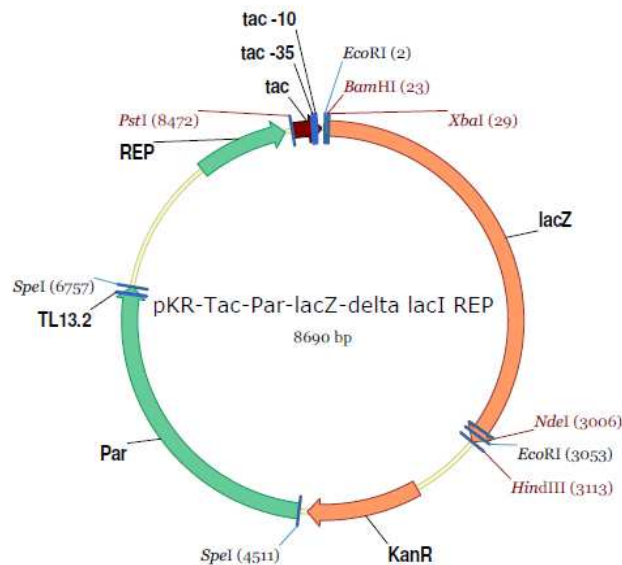 tac -10
tac -35
EcoRI (2)
tac
BamHI (23)
PstI (8472)
XbaI (29)
REP
lacZ
SpeI (6757)
pKR-Tac-Par-lacZ-delta lacI REP
TL13.2
8690 bp
NdeI (3006)
Par
EcoRI (3053)
HindIII (3113)
SpeI (4511)
KanR